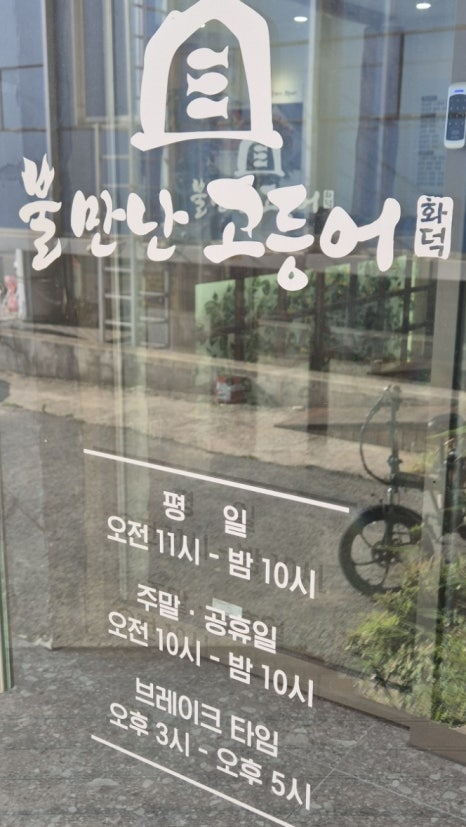 불만난 고등어 화덕
평 일
오전 11시 - 밤 10시
주말 · 공휴일
오전 10시 - 밤 10시
브레이크 타임
오후 3시 - 오후 5시